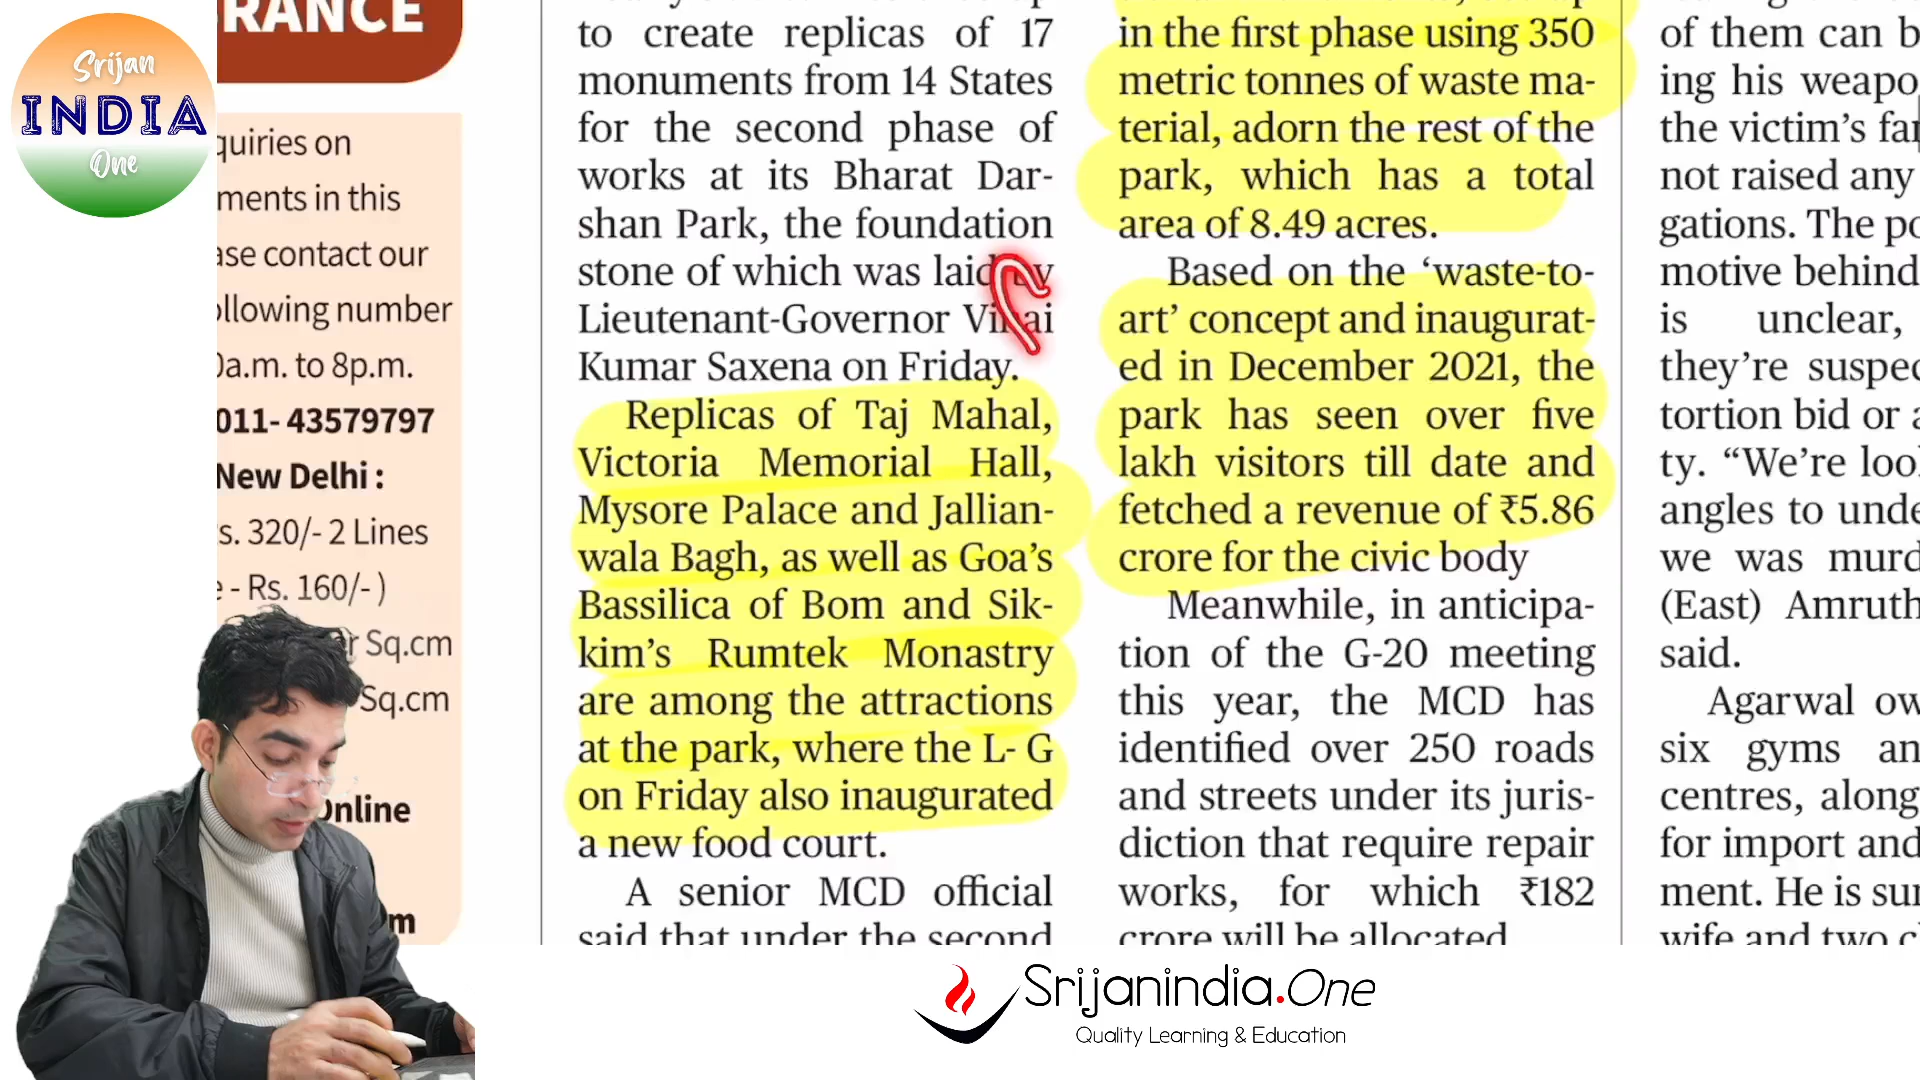 Srijan
INDIA
One
RANCE
quiries on
ments in this
ase contact our
ollowing number
a.m. to 8p.m.
011- 43579797
New Delhi :
s. 320/- 2 Lines
- Rs. 160/- )
r Sq.cm
Sq.cm
Online
m
to create replicas of 17
monuments from 14 States
for the second phase of
works at its Bharat Dar-
shan Park, the foundation
stone of which was laid by
Lieutenant-Governor Vinai
Kumar Saxena on Friday.
Replicas of Taj Mahal,
Victoria Memorial Hall,
Mysore Palace and Jallian-
wala Bagh, as well as Goa’s
Bassilica of Bom and Sik-
kim’s Rumtek Monastry
are among the attractions
at the park, where the L- G
on Friday also inaugurated
a new food court.
A senior MCD official
said that under the second
in the first phase using 350
metric tonnes of waste ma-
terial, adorn the rest of the
park, which has a total
area of 8.49 acres.
Based on the ‘waste-to-
art’ concept and inaugurat-
ed in December 2021, the
park has seen over five
lakh visitors till date and
fetched a revenue of ₹5.86
crore for the civic body
Meanwhile, in anticipa-
tion of the G-20 meeting
this year, the MCD has
identified over 250 roads
and streets under its juris-
diction that require repair
works, for which ₹182
crore will be allocated
of them can b
ing his weapo
the victim’s fa
not raised any
gations. The po
motive behind
is unclear,
they’re suspec
tortion bid or a
ty. “We’re loo
angles to unde
we was murd
(East) Amruth
said.
Agarwal ow
six gyms an
centres, along
for import and
ment. He is sur
wife and two c
Srijanindia.One
Quality Learning & Education